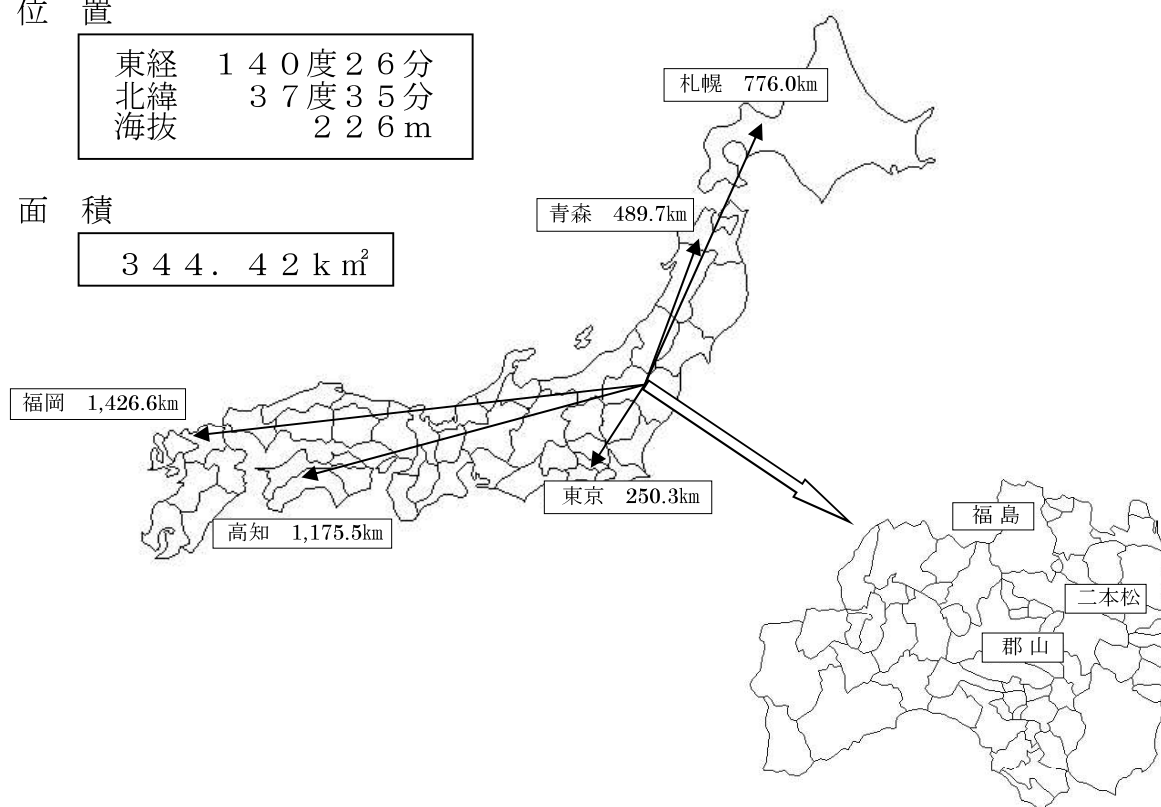 位　置
東経　１４０度２６分
北緯　３７度３５分
海抜　２２６ｍ
札幌　776.0㎞
面　積
青森　489.7㎞
３４４．４２ｋ㎡
福岡　1,426.6㎞
東京　250.3㎞
高知　1,175.5㎞
福 島
二本松
郡 山